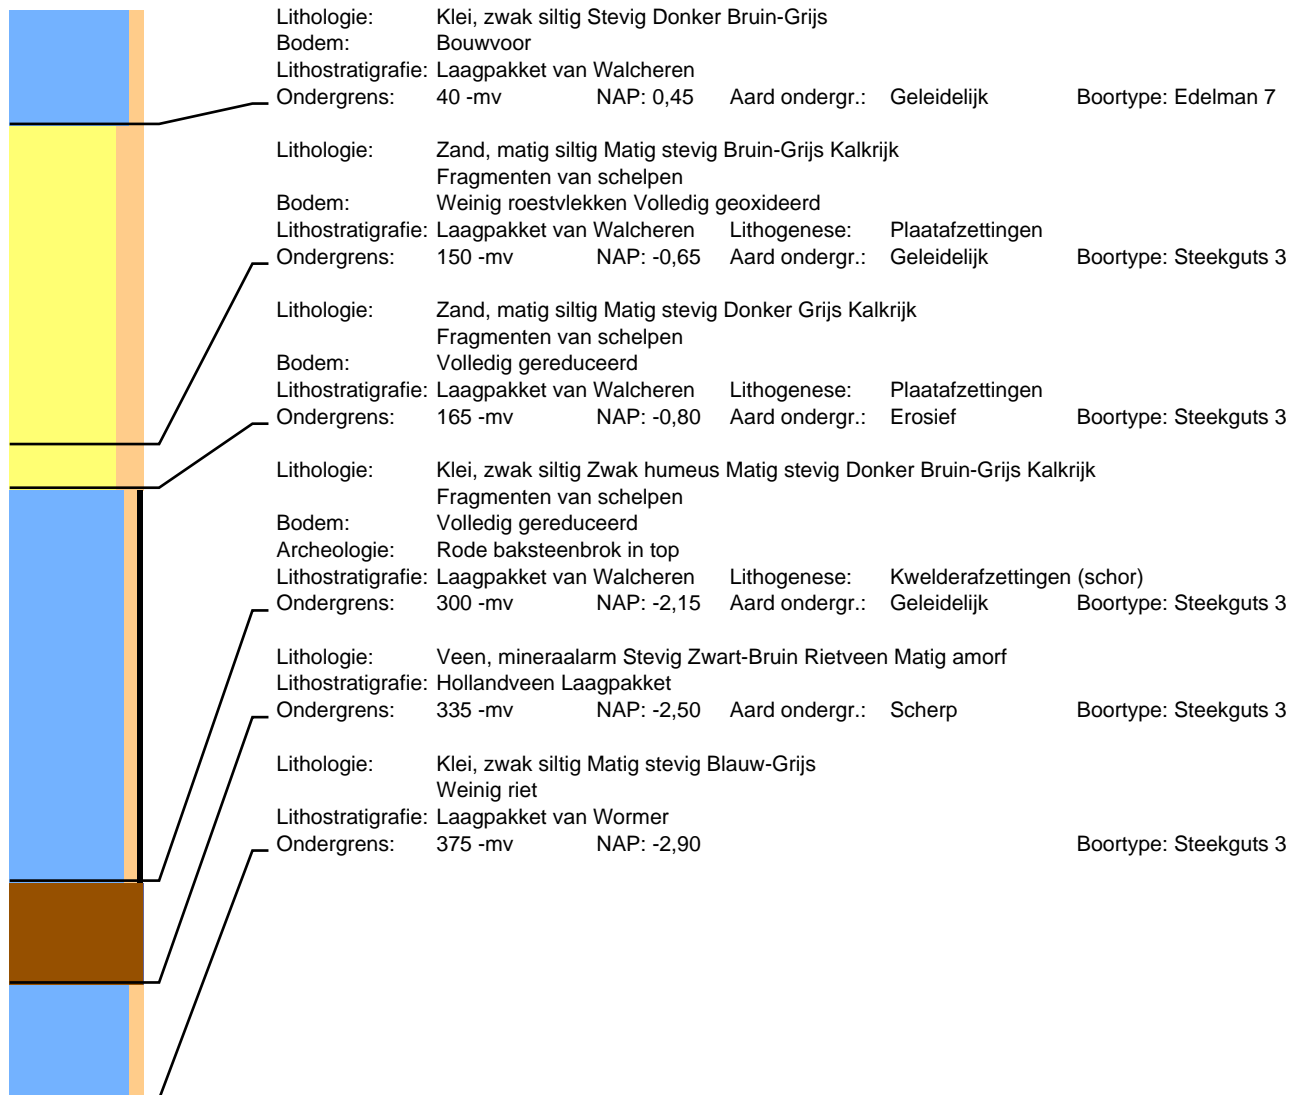 Lithologie: Klei, zwak siltig Stevig Donker Bruin-Grijs
Bodem: Bouwvoor
Lithostratigrafie: Laagpakket van Walcheren
Ondergrens: 40 -mv NAP: 0,45 Aard ondergr.: Geleidelijk Boortype: Edelman 7
Lithologie: Zand, matig siltig Matig stevig Bruin-Grijs Kalkrijk
Fragmenten van schelpen
Bodem: Weinig roestvlekken Volledig geoxideerd
Lithostratigrafie: Laagpakket van Walcheren Lithogenese: Plaatafzettingen
Ondergrens: 150 -mv NAP: -0,65 Aard ondergr.: Geleidelijk Boortype: Steekguts 3
Lithologie: Zand, matig siltig Matig stevig Donker Grijs Kalkrijk
Fragmenten van schelpen
Bodem: Volledig gereduceerd
Lithostratigrafie: Laagpakket van Walcheren Lithogenese: Plaatafzettingen
Ondergrens: 165 -mv NAP: -0,80 Aard ondergr.: Erosief Boortype: Steekguts 3
Lithologie: Klei, zwak siltig Zwak humeus Matig stevig Donker Bruin-Grijs Kalkrijk
Fragmenten van schelpen
Bodem: Volledig gereduceerd
Archeologie: Rode baksteenbrok in top
Lithostratigrafie: Laagpakket van Walcheren Lithogenese: Kwelderafzettingen (schor)
Ondergrens: 300 -mv NAP: -2,15 Aard ondergr.: Geleidelijk Boortype: Steekguts 3
Lithologie: Veen, mineraalarm Stevig Zwart-Bruin Rietveen Matig amorf
Lithostratigrafie: Hollandveen Laagpakket
Ondergrens: 335 -mv NAP: -2,50 Aard ondergr.: Scherp Boortype: Steekguts 3
Lithologie: Klei, zwak siltig Matig stevig Blauw-Grijs
Weinig riet
Lithostratigrafie: Laagpakket van Wormer
Ondergrens: 375 -mv NAP: -2,90 Boortype: Steekguts 3